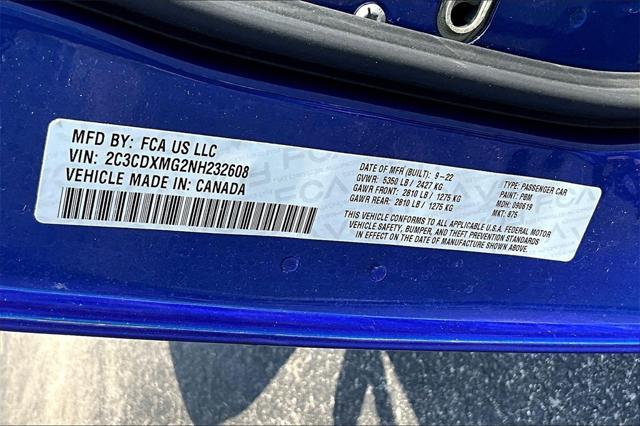 MFD BY: FCA US LLC
VIN: 2C3CDXMG2NH232608
VEHICLE MADE IN: CANADA
DATE OF MFR (BUILT): 9-22
GVWR: 5350 LB / 2427 KG
GAWR FRONT: 2810 LB / 1275 KG
GAWR REAR: 2810 LB / 1275 KG
TYPE: PASSENGER CAR
PAINT: PBM
MDH: 090619
MKT: 875
THIS VEHICLE CONFORMS TO ALL APPLICABLE U.S.A. FEDERAL MOTOR
VEHICLE SAFETY, BUMPER, AND THEFT PREVENTION STANDARDS
IN EFFECT ON THE DATE OF MANUFACTURE SHOWN ABOVE.